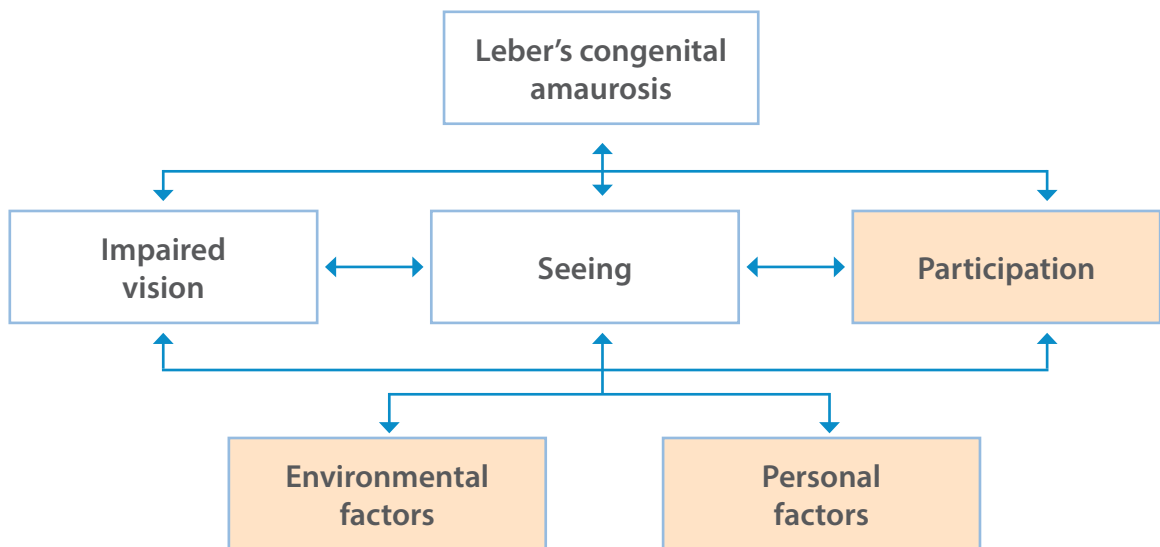 Leber’s congenital
amaurosis
Impaired
vision
Seeing
Participation
Environmental
factors
Personal
factors